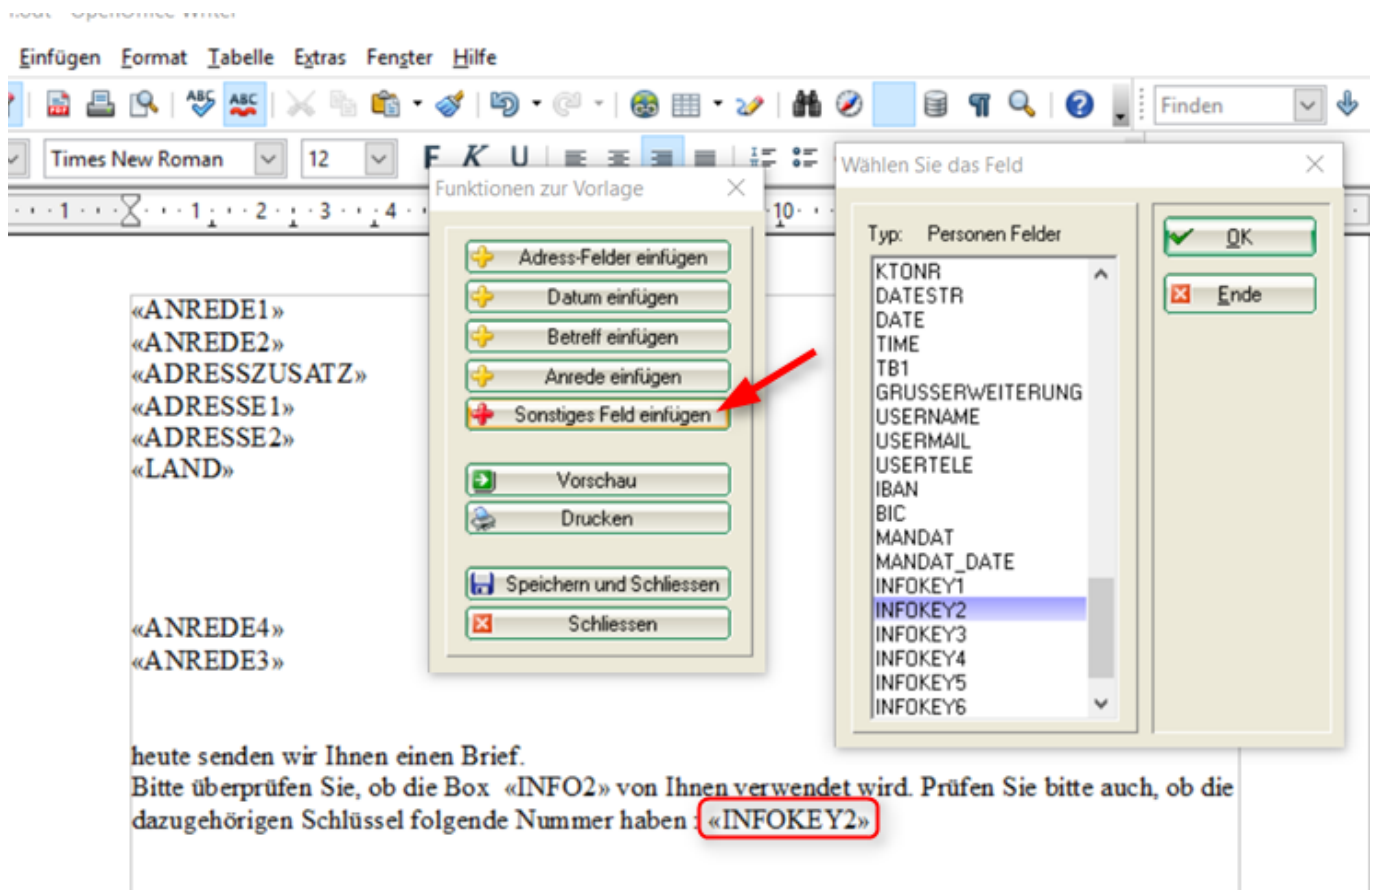 Einfügen Format Tabelle Extras Fenster Hilfe
Finden
Times New Roman 12 F K U
Funktionen zur Vorlage
Adress-Felder einfügen
Datum einfügen
Betreff einfügen
Anrede einfügen
Sonstiges Feld einfügen
Vorschau
Drucken
Speichern und Schliessen
Schliessen
Wählen Sie das Feld
Typ: Personen Felder
KTONR
DATESTR
DATE
TIME
TB1
GRUSSERWEITERUNG
USERNAME
USERMAIL
USERTELE
IBAN
BIC
MANDAT
MANDAT_DATE
INFOKEY1
INFOKEY2
INFOKEY3
INFOKEY4
INFOKEY5
INFOKEY6
OK
Ende
«ANREDE1»
«ANREDE2»
«ADRESSZUSATZ»
«ADRESSE1»
«ADRESSE2»
«LAND»
«ANREDE4»
«ANREDE3»
heute senden wir Ihnen einen Brief.
Bitte überprüfen Sie, ob die Box «INFO2» von Ihnen verwendet wird. Prüfen Sie bitte auch, ob die
dazugehörigen Schlüssel folgende Nummer haben : «INFOKEY2»